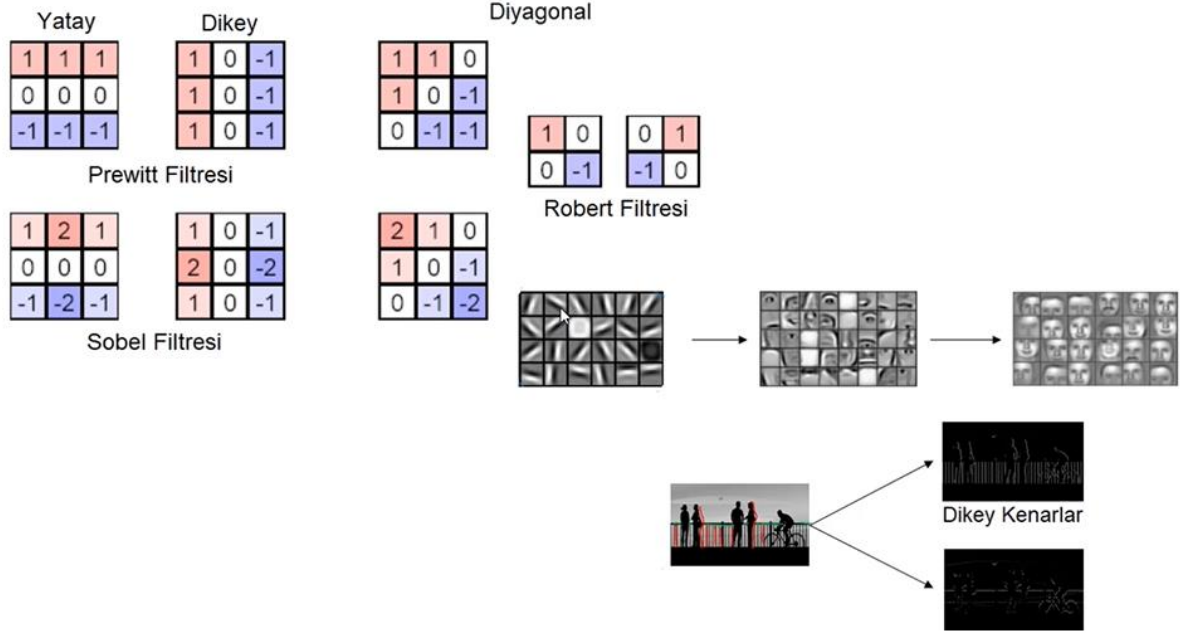 Yatay Dikey Diyagonal
1 1 1 1 0 -1 1 1 0
0 0 0 1 0 -1 1 0 -1
-1 -1 -1 1 0 -1 0 -1 -1
1 0 0 1
0 -1 -1 0
Prewitt Filtresi
Robert Filtresi
1 2 1 1 0 -1 2 1 0
0 0 0 2 0 -2 1 0 -1
-1 -2 -1 1 0 -1 0 -1 -2
Sobel Filtresi
Dikey Kenarlar